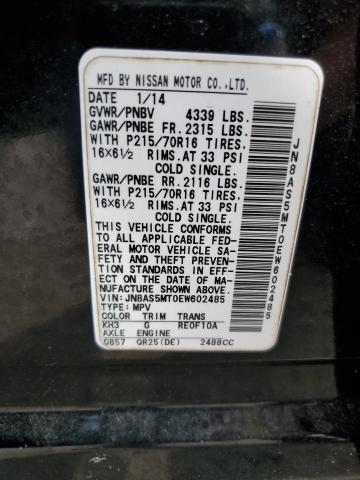 MFD BY NISSAN MOTOR CO.,LTD.
DATE 1/14
GVWR/PNBV 4339 LBS.
GAWR/PNBE FR.2315 LBS.
WITH P215/70R16 TIRES,
16X6½ RIMS.AT 33 PSI
COLD SINGLE.
GAWR/PNBE RR.2116 LBS.
WITH P215/70R16 TIRES,
16X6½ RIMS.AT 33 PSI
COLD SINGLE.
THIS VEHICLE CONFORMS
TO ALL APPLICABLE FED-
ERAL MOTOR VEHICLE SA-
FETY AND THEFT PREVENTION
STANDARDS IN EFF-
ECT ON THE DATE OF MA-
NUFACTURE SHOWN ABOVE.
VIN:JN8AS5MT0EW602485
TYPE:MPV
COLOR TRIM TRANS
KH3 G RE0F10A
AXLE ENGINE
GB57 QR25(DE) 2488CC
JN8AS5MT0EW602485